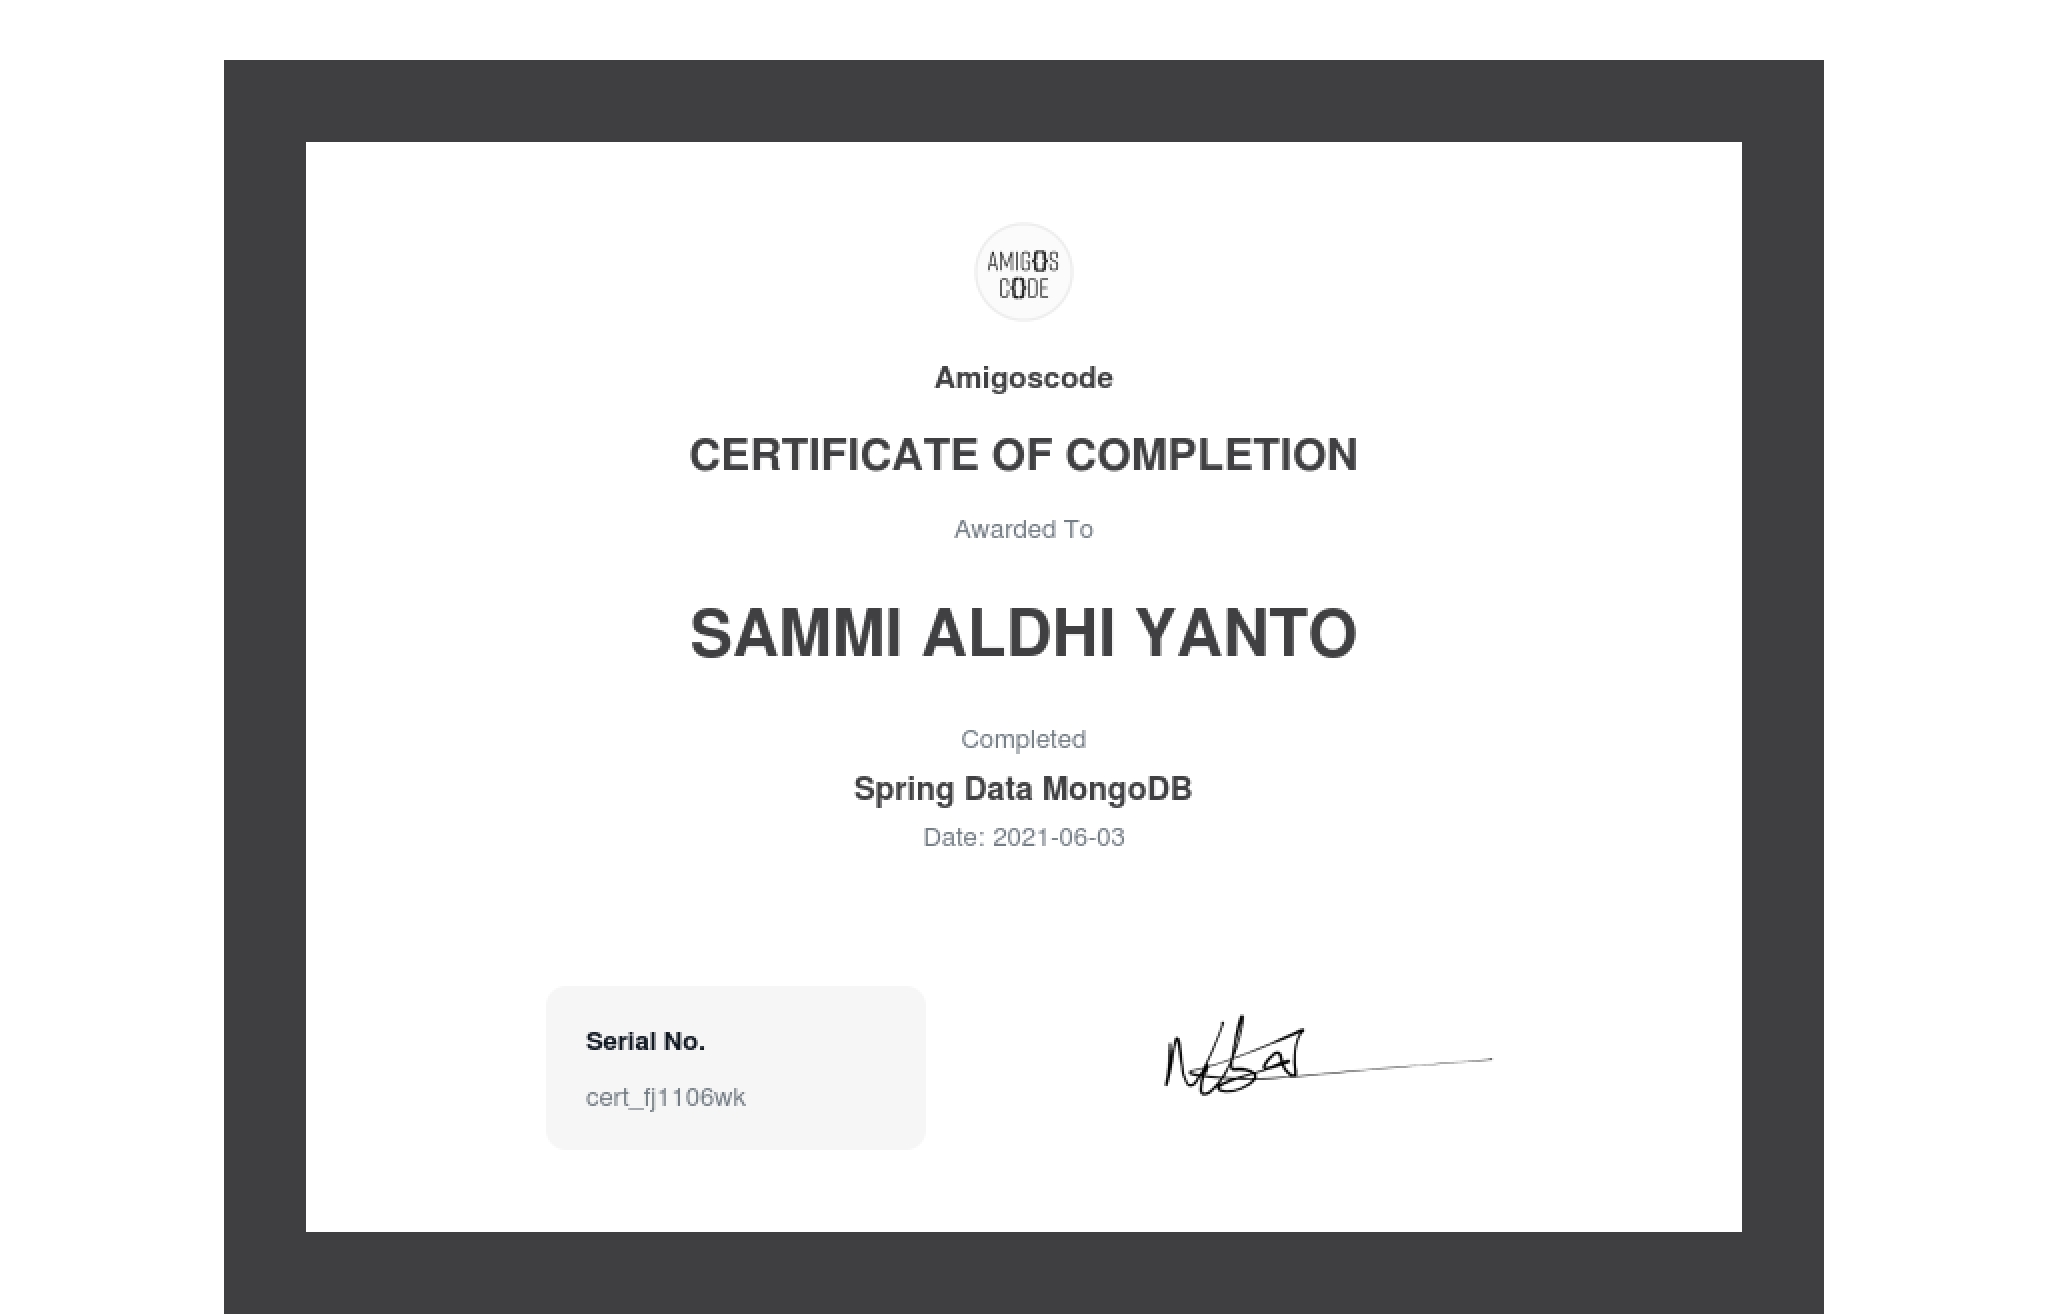 AMIGOS
CODE
Amigoscode
CERTIFICATE OF COMPLETION
Awarded To
SAMMI ALDHI YANTO
Completed
Spring Data MongoDB
Date: 2021-06-03
Serial No.
cert_fj1106wk